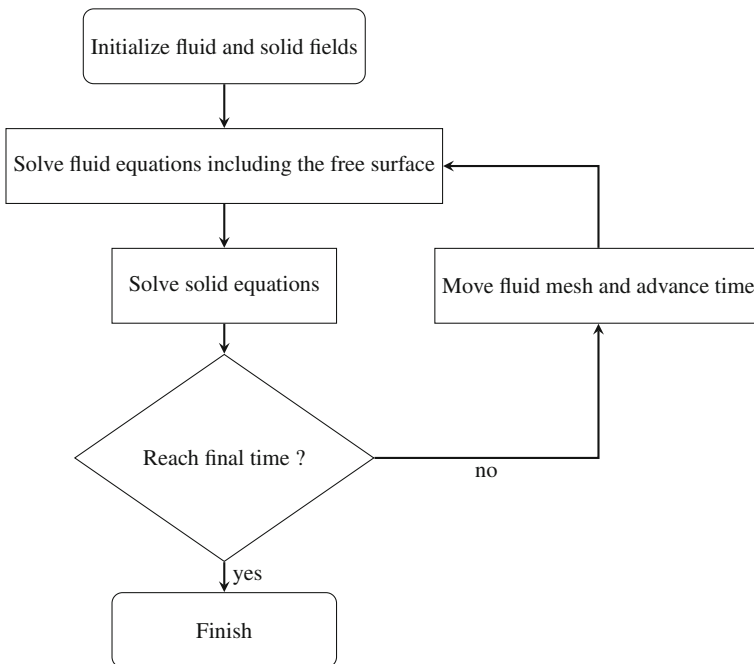 Initialize fluid and solid fields
Solve fluid equations including the free surface
Solve solid equations
Move fluid mesh and advance time
Reach final time ?
no
yes
Finish